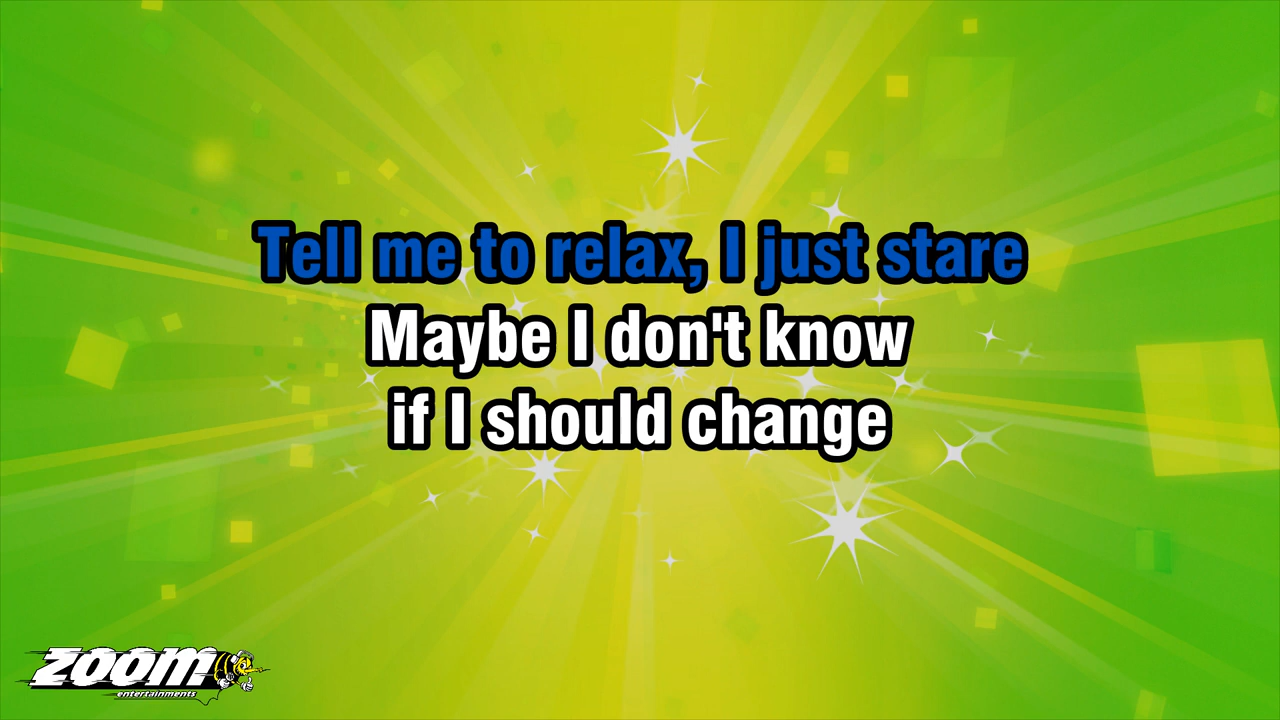 Tell me to relax, I just stare
Maybe I don't know
if I should change
zoom
entertainments